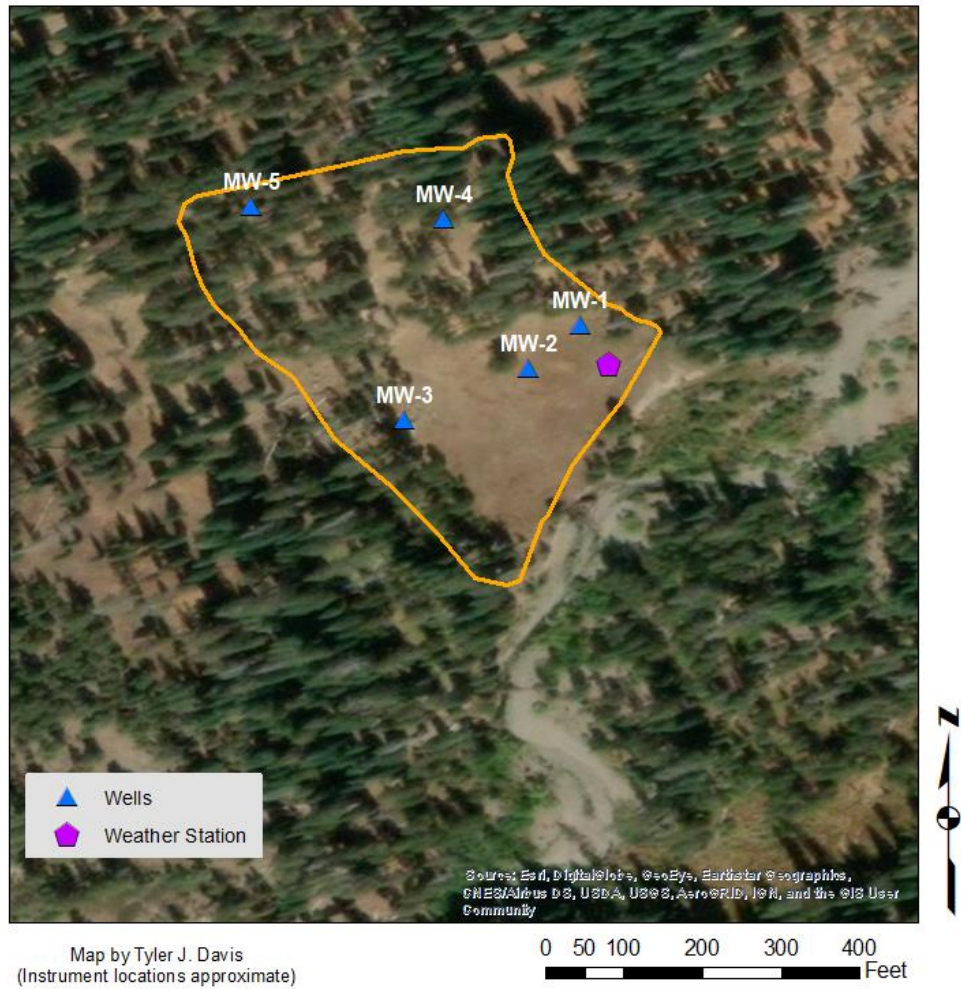 MW-5
MW-4
MW-1
MW-2
MW-3
Wells
Weather Station
Source: Esri, DigitalGlobe, GeoEye, Earthstar Geographics,
CNES/Airbus DS, USDA, USGS, AeroGRID, IGN, and the GIS User
Community
N
Map by Tyler J. Davis
(Instrument locations approximate)
0 50 100 200 300 400
Feet